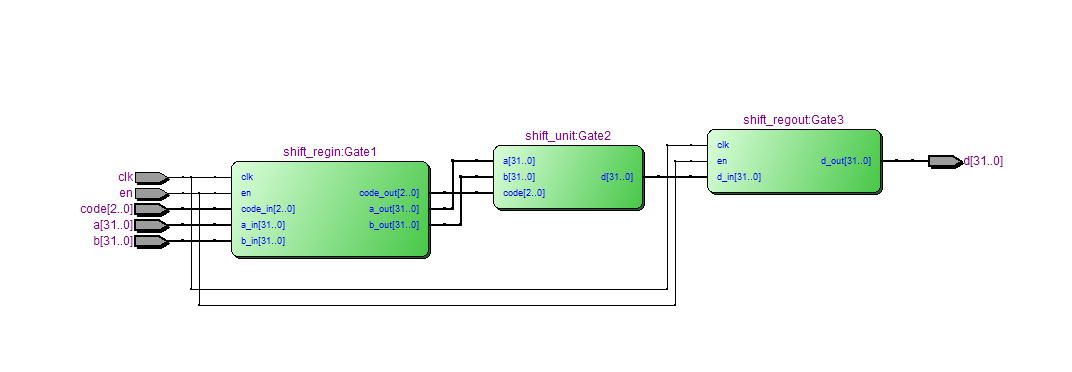 shift_regout:Gate3
shift_unit:Gate2
shift_regin:Gate1
clk
en
code[2..0]
a[31..0]
b[31..0]
clk
en
code_in[2..0]
a_in[31..0]
b_in[31..0]
code_out[2..0]
a_out[31..0]
b_out[31..0]
a[31..0]
b[31..0]
code[2..0]
d[31..0]
clk
en
d_in[31..0]
d_out[31..0]
d[31..0]